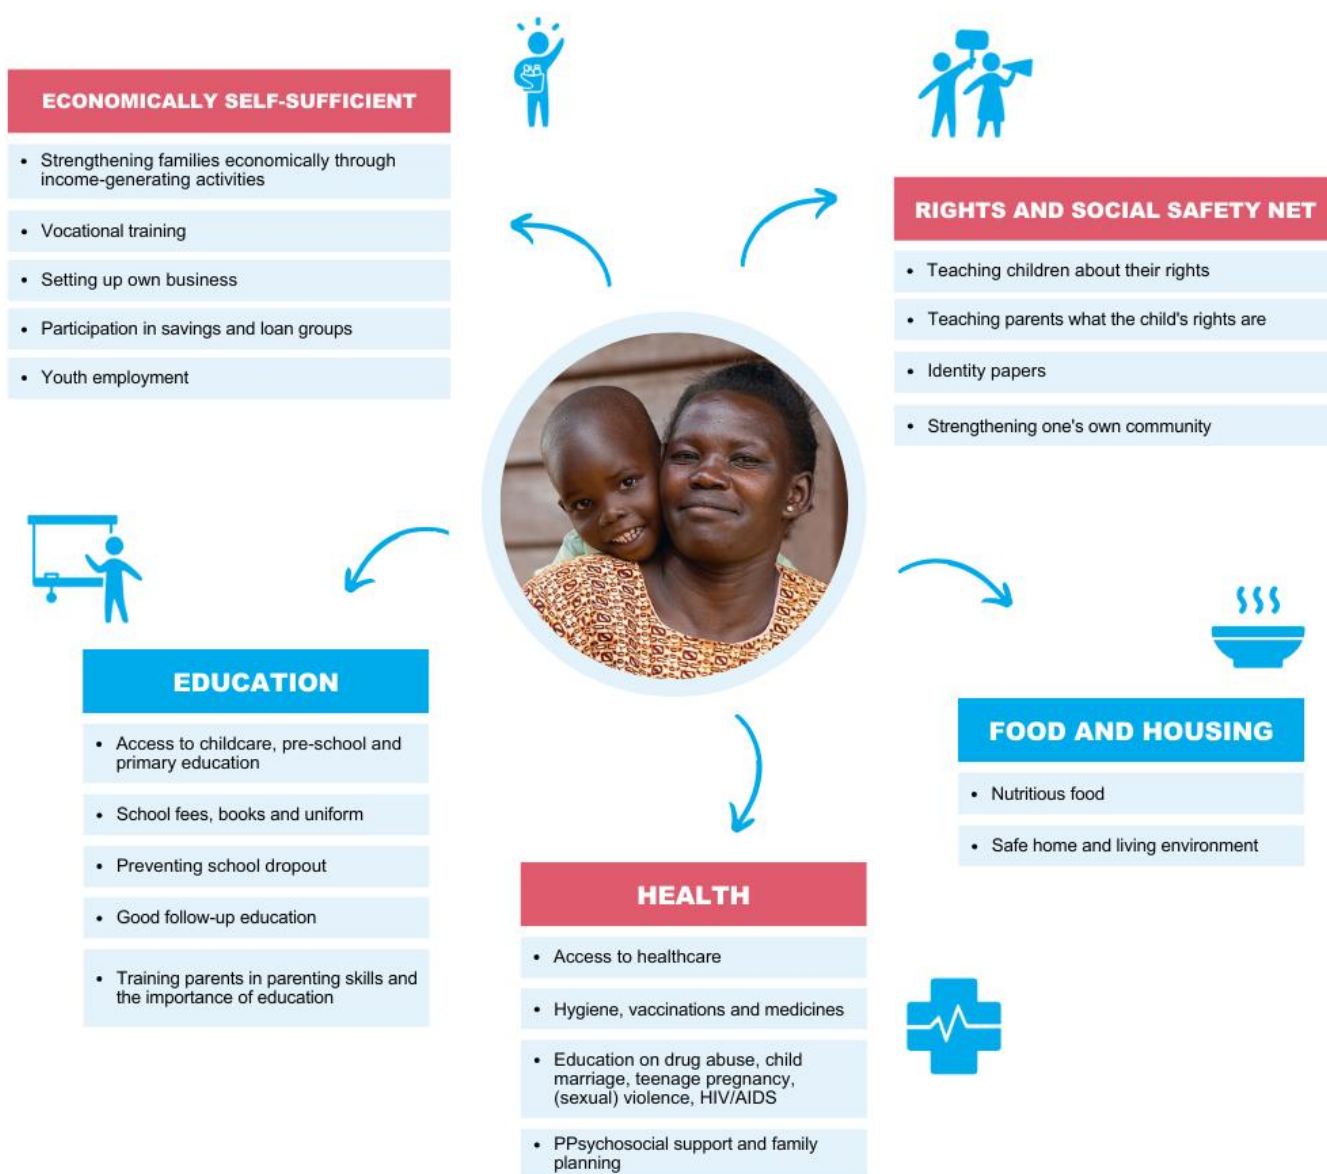 ECONOMICALLY SELF-SUFFICIENT
• Strengthening families economically through
income-generating activities
• Vocational training
• Setting up own business
• Participation in savings and loan groups
• Youth employment
RIGHTS AND SOCIAL SAFETY NET
• Teaching children about their rights
• Teaching parents what the child's rights are
• Identity papers
• Strengthening one's own community
EDUCATION
• Access to childcare, pre-school and
primary education
• School fees, books and uniform
• Preventing school dropout
• Good follow-up education
• Training parents in parenting skills and
the importance of education
HEALTH
• Access to healthcare
• Hygiene, vaccinations and medicines
• Education on drug abuse, child
marriage, teenage pregnancy,
(sexual) violence, HIV/AIDS
• PPsychosocial support and family
planning
FOOD AND HOUSING
• Nutritious food
• Safe home and living environment